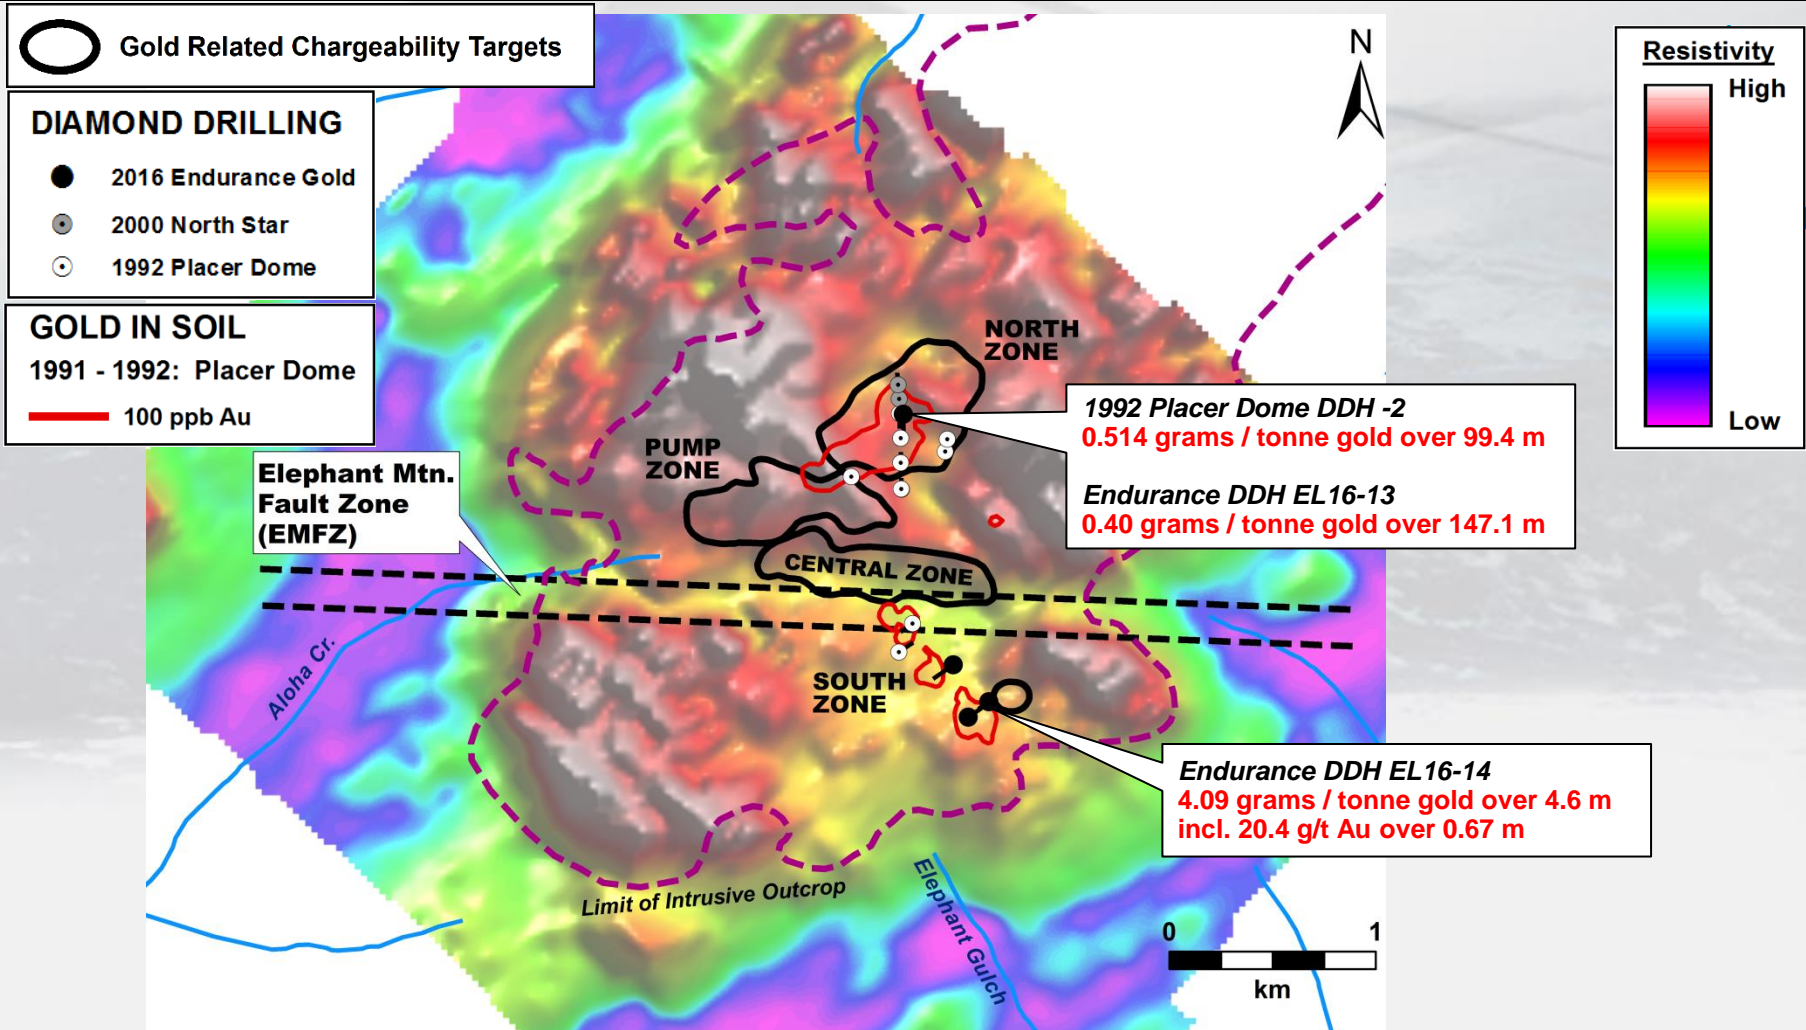 Gold Related Chargeability Targets
DIAMOND DRILLING
2016 Endurance Gold
2000 North Star
1992 Placer Dome
GOLD IN SOIL
1991 - 1992: Placer Dome
100 ppb Au
N
Resistivity
High
Low
NORTH
ZONE
1992 Placer Dome DDH -2
0.514 grams / tonne gold over 99.4 m
Endurance DDH EL16-13
0.40 grams / tonne gold over 147.1 m
PUMP
ZONE
Elephant Mtn.
Fault Zone
(EMFZ)
CENTRAL ZONE
Aloha Cr.
SOUTH
ZONE
Endurance DDH EL16-14
4.09 grams / tonne gold over 4.6 m
incl. 20.4 g/t Au over 0.67 m
Limit of Intrusive Outcrop
Elephant Gulch
0 1
km